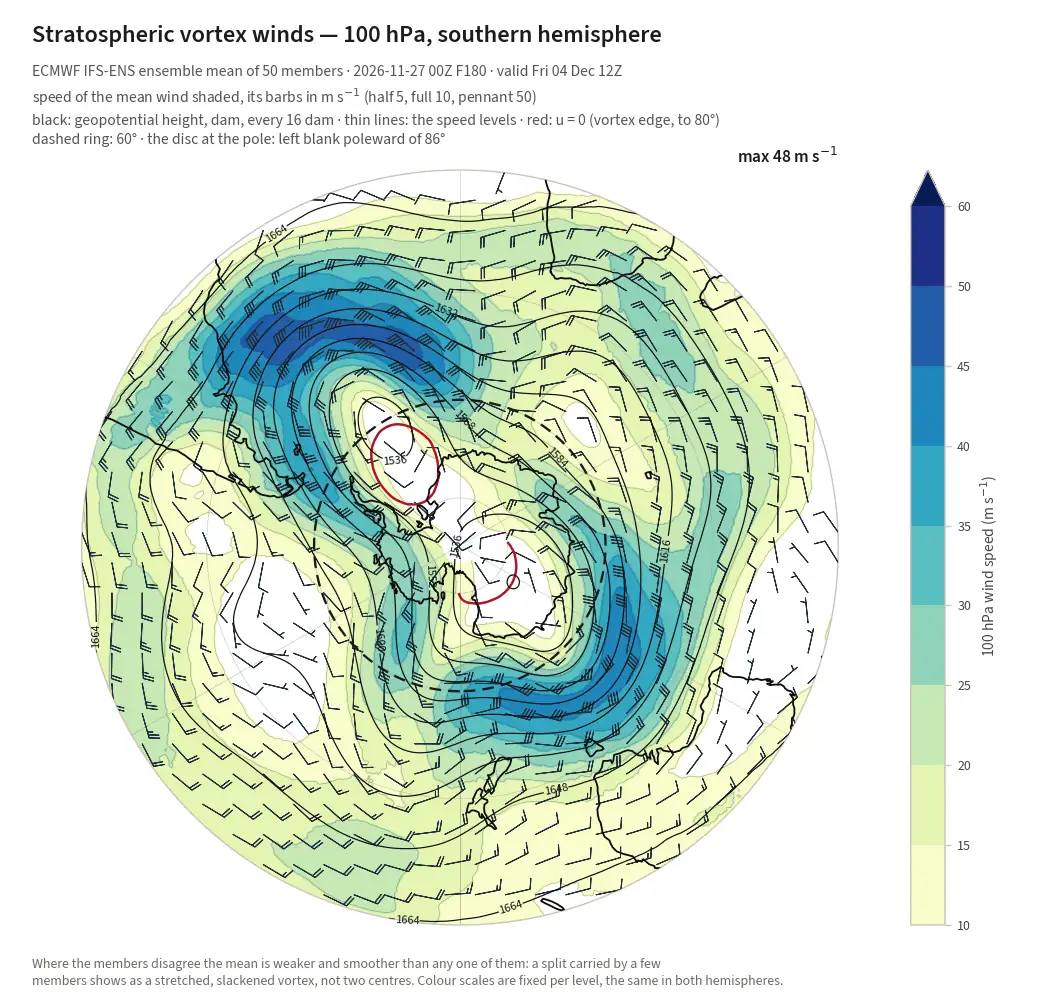 Stratospheric vortex winds — 100 hPa, southern hemisphere
ECMWF IFS-ENS ensemble mean of 50 members · 2026-11-27 00Z F180 · valid Fri 04 Dec 12Z
speed of the mean wind shaded, its barbs in m s⁻¹ (half 5, full 10, pennant 50)
black: geopotential height, dam, every 16 dam · thin lines: the speed levels · red: u = 0 (vortex edge, to 80°)
dashed ring: 60° · the disc at the pole: left blank poleward of 86°
max 48 m s⁻¹
60
50
45
40
35
30
25
20
15
10
100 hPa wind speed (m s⁻¹)
1664
1632
1584
1536
1536
1616
1664
1648
1664
1664
Where the members disagree the mean is weaker and smoother than any one of them: a split carried by a few
members shows as a stretched, slackened vortex, not two centres. Colour scales are fixed per level, the same in both hemispheres.